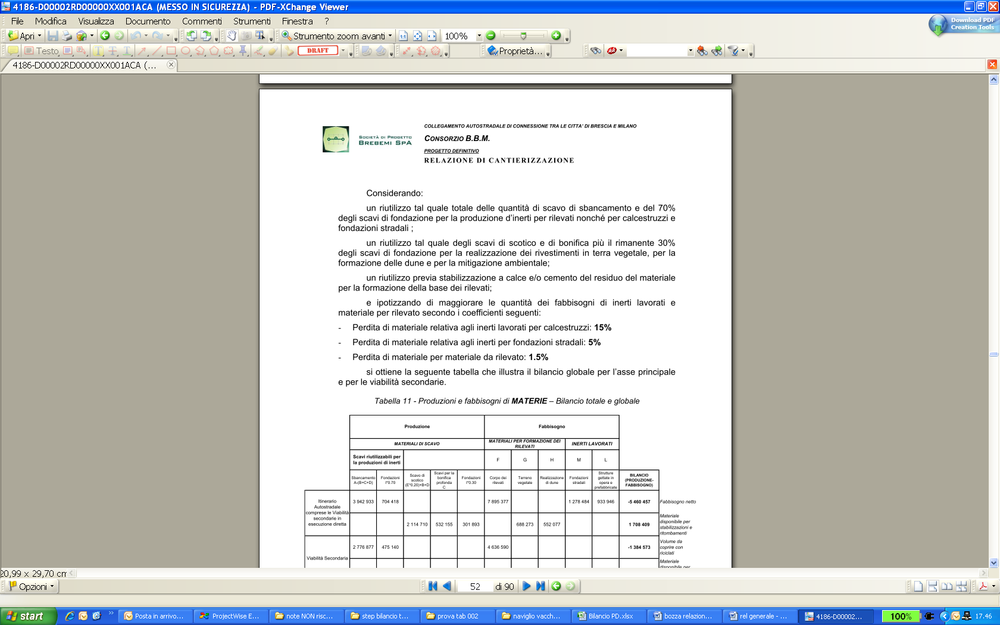 4186-D00002RD00000XX001ACA (MESSO IN SICUREZZA) - PDF-XChange Viewer
File Modifica Visualizza Documento Commenti Strumenti Finestra ?
Download PDF
Creation Tools
Apri Strumento zoom avanti 100%
Testo DRAFT Proprietà... Ask
4186-D00002RD00000XX001ACA (...
COLLEGAMENTO AUTOSTRADALE DI CONNESSIONE TRA LE CITTA' DI BRESCIA E MILANO
SOCIETÀ DI PROGETTO
BREBEMI SPA
CONSORZIO B.B.M.
PROGETTO DEFINITIVO
RELAZIONE DI CANTIERIZZAZIONE
Considerando:
un riutilizzo tal quale totale delle quantità di scavo di sbancamento e del 70%
degli scavi di fondazione per la produzione d'inerti per rilevati nonché per calcestruzzi e
fondazioni stradali ;
un riutilizzo tal quale degli scavi di scotico e di bonifica più il rimanente 30%
degli scavi di fondazione per la realizzazione dei rivestimenti in terra vegetale, per la
formazione delle dune e per la mitigazione ambientale;
un riutilizzo previa stabilizzazione a calce e/o cemento del residuo del materiale
per la formazione della base dei rilevati;
e ipotizzando di maggiorare le quantità dei fabbisogni di inerti lavorati e
materiale per rilevato secondo i coefficienti seguenti:
- Perdita di materiale relativa agli inerti lavorati per calcestruzzi: 15%
- Perdita di materiale relativa agli inerti per fondazioni stradali: 5%
- Perdita di materiale per materiale da rilevato: 1.5%
si ottiene la seguente tabella che illustra il bilancio globale per l'asse principale
e per le viabilità secondarie.
Tabella 11 - Produzioni e fabbisogni di MATERIE – Bilancio totale e globale
Produzione Fabbisogno
MATERIALI DI SCAVO
MATERIALI PER FORMAZIONE DEI
RILEVATI
INERTI LAVORATI
Scavi riutilizzabili per
la produzioni di inerti
F G H M L
Sbancamento
A-(B+C+D)
Fondazioni
I*0.70
Scavo di
scotico
(E*0.20)+B+D
Scavi per la
bonifica
profonda
C
Fondazioni
I*0.30
Corpo dei
rilevati
Terreno
vegetale
Realizzazione
di dune
Fondazioni
stradali
Strutture
gettate in
opera e
prefabbricate
BILANCIO
(PRODUZIONE-
FABBISOGNO)
Itinerario
Autostradale
comprese le Viabilità
secondarie in
esecuzione diretta
3 942 933 704 418 7 895 377 1 278 484 933 946 -5 460 457 Fabbisogno netto
2 114 710 532 155 301 893 688 273 552 077 1 708 409
Materiale
disponibile per
stabilizzazioni e
ritombamenti
Viabilità Secondaria
2 776 877 475 140 4 636 590 -1 384 573
Volume da
coprire con
riciclati
Materiale
disponibile per
20,99 x 29,70 cm
Opzioni 52 di 90
start Posta in arrivo... ProjectWise E... note NON risc... step bilancio t... prova tab 002 naviglio vacch... Bilancio PD.xlsx bozza relazion... rel generale - ... 4186-D00002... 100% 17.46